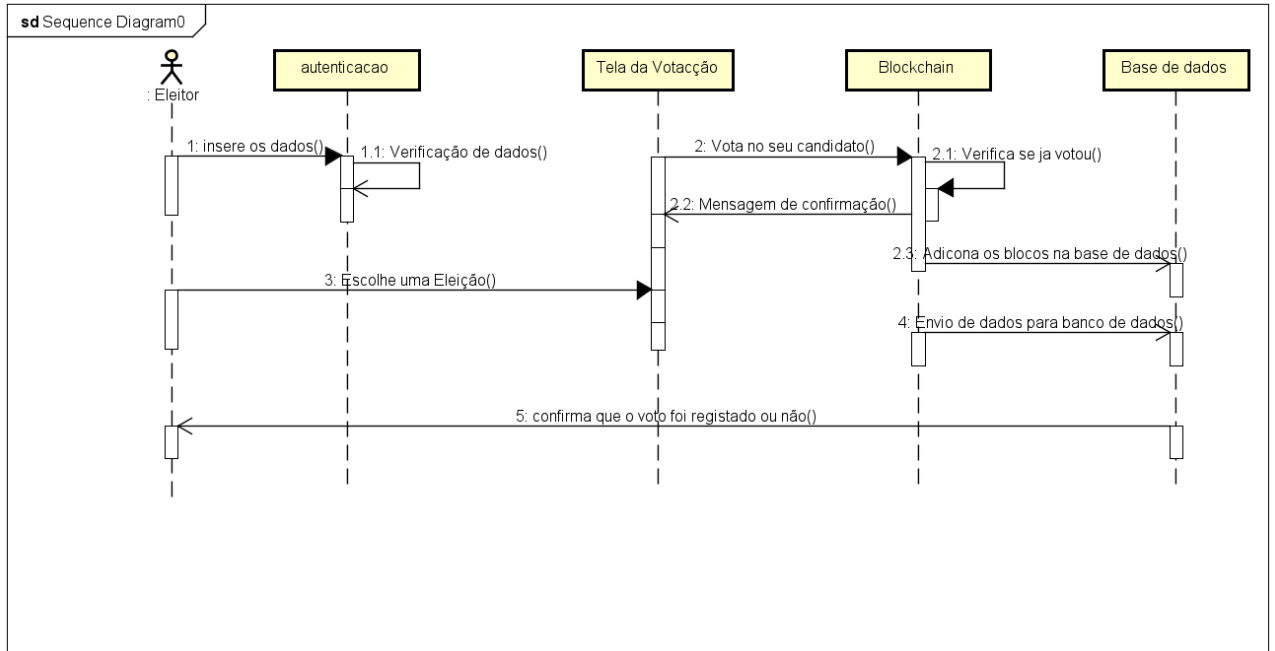 sd Sequence Diagram0
: Eleitor
autenticacao
Tela da Votacção
Blockchain
Base de dados
1: insere os dados()
1.1: Verificação de dados()
2: Vota no seu candidato()
2.1: Verifica se ja votou()
2.2: Mensagem de confirmação()
2.3: Adicona os blocos na base de dados()
3: Escolhe uma Eleição()
4: Envio de dados para banco de dados()
5: confirma que o voto foi registado ou não()